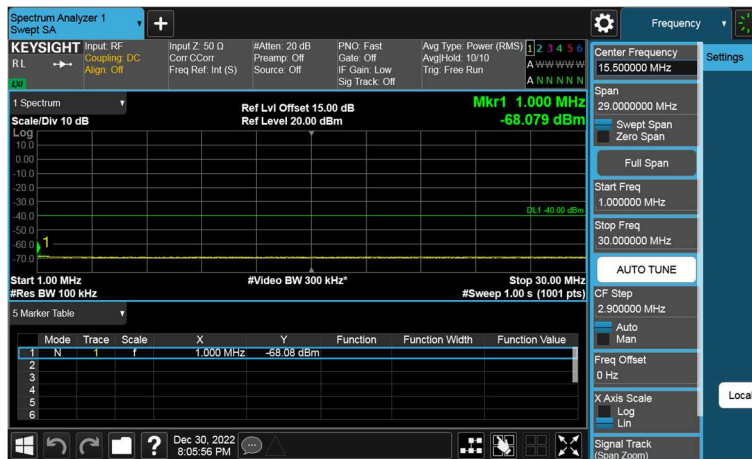 Spectrum Analyzer 1
Swept SA
Frequency
KEYSIGHT
RL
LXI
Input: RF
Coupling: DC
Align: Off
Input Z: 50 Ω
Corr CCorr
Freq Ref: Int (S)
#Atten: 20 dB
Preamp: Off
Source: Off
PNO: Fast
Gate: Off
IF Gain: Low
Sig Track: Off
Avg Type: Power (RMS)
Avg|Hold: 10/10
Trig: Free Run
1 2 3 4 5 6
A W W W W W
A N N N N N
1 Spectrum
Scale/Div 10 dB
Ref Lvl Offset 15.00 dB
Ref Level 20.00 dBm
Mkr1 1.000 MHz
-68.079 dBm
Log
10.0
0.00
-10.0
-20.0
-30.0
-40.0
-50.0
-60.0
-70.0
DL1 -40.00 dBm
1
Start 1.00 MHz
#Res BW 100 kHz
#Video BW 300 kHz*
Stop 30.00 MHz
#Sweep 1.00 s (1001 pts)
5 Marker Table
Mode Trace Scale X Y Function Function Width Function Value
1 N 1 f 1.000 MHz -68.08 dBm
2
3
4
5
6
?
Dec 30, 2022
8:05:56 PM
Center Frequency
15.500000 MHz
Settings
Span
29.0000000 MHz
Swept Span
Zero Span
Full Span
Start Freq
1.000000 MHz
Stop Freq
30.000000 MHz
AUTO TUNE
CF Step
2.900000 MHz
Auto
Man
Freq Offset
0 Hz
X Axis Scale
Log
Lin
Local
Signal Track
(Span Zoom)